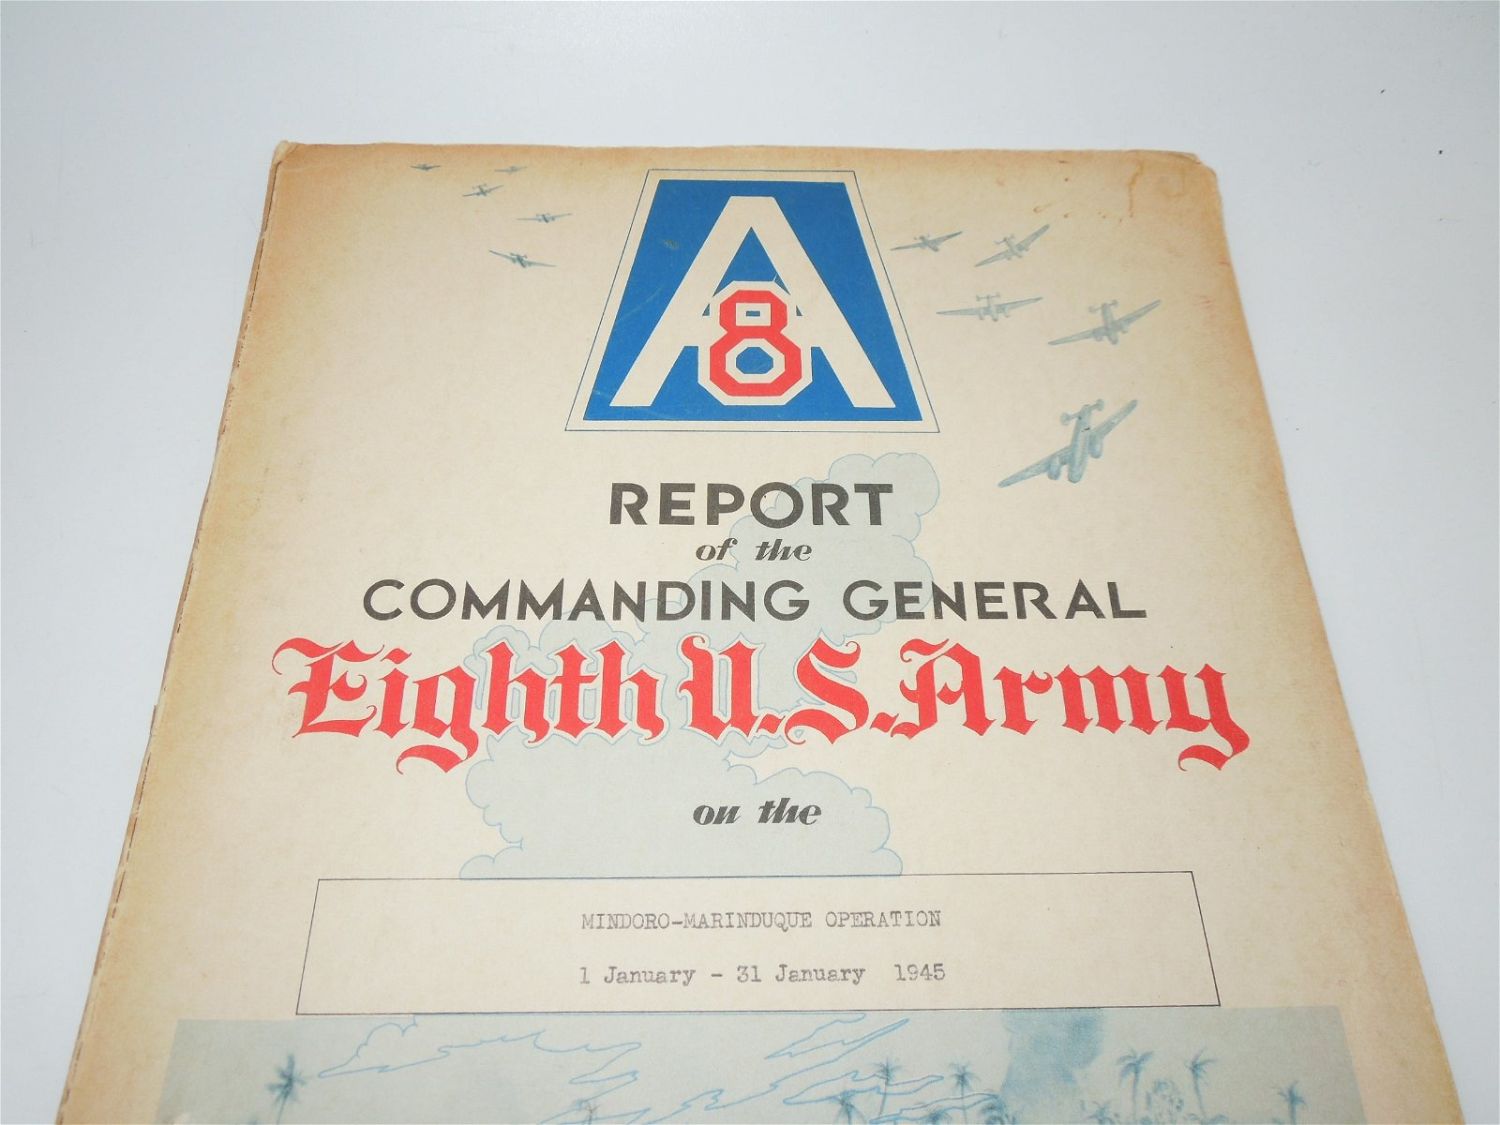 A
8
REPORT
of the
COMMANDING GENERAL
Eighth U.S. Army
on the
MINDORO-MARINDUQUE OPERATION
1 January - 31 January 1945